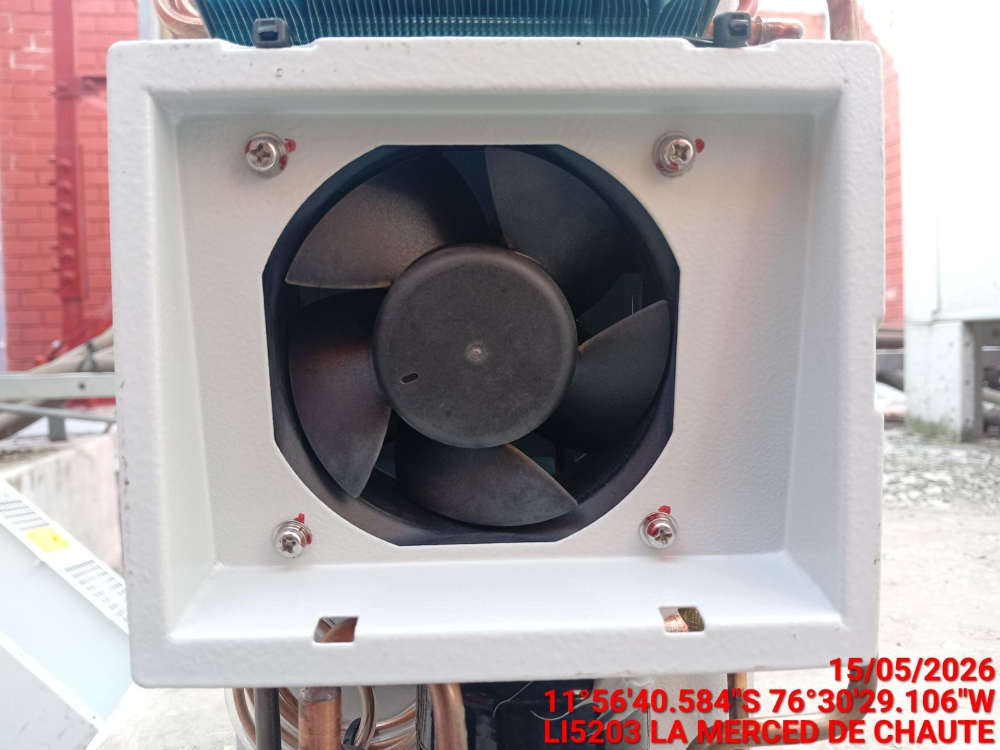 15/05/2026
11°56'40.584"S 76°30'29.106"W
LI5203 LA MERCED DE CHAUTE